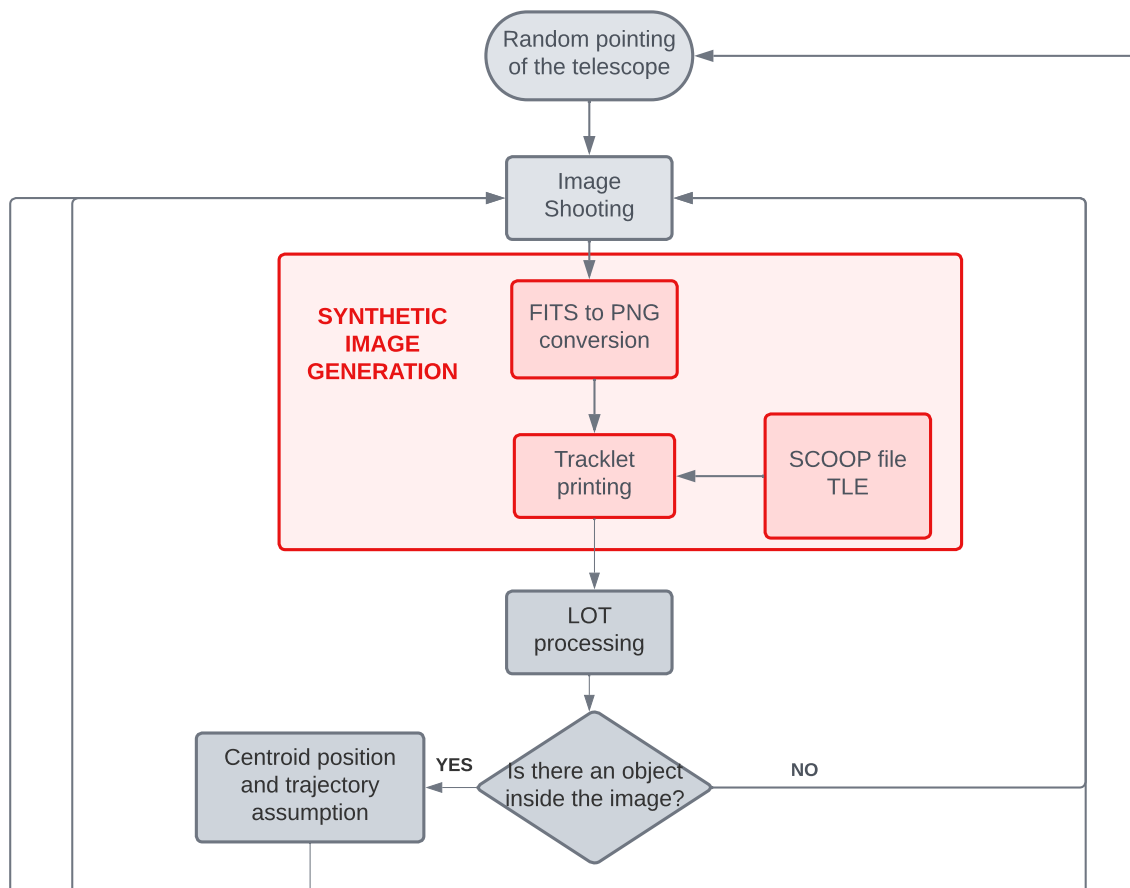 Random pointing
of the telescope
Image
Shooting
SYNTHETIC
IMAGE
GENERATION
FITS to PNG
conversion
Tracklet
printing
SCOOP file
TLE
LOT
processing
Is there an object
inside the image?
YES
NO
Centroid position
and trajectory
assumption